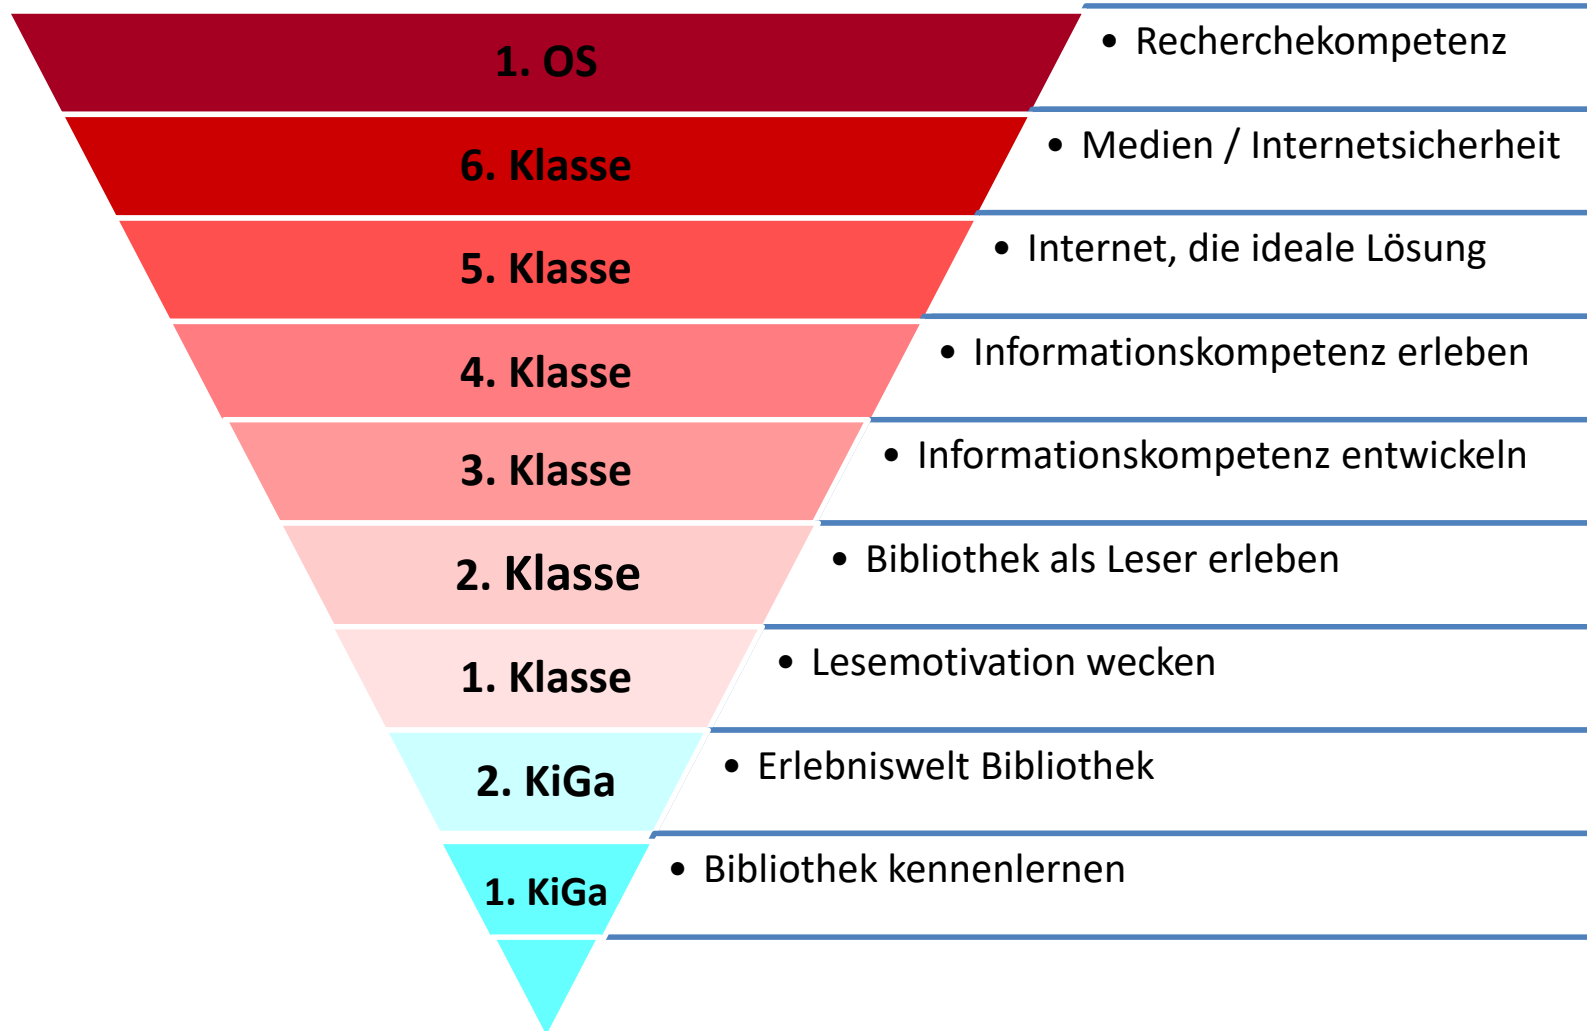 1. OS
• Recherchekompetenz
6. Klasse
• Medien / Internetsicherheit
5. Klasse
• Internet, die ideale Lösung
4. Klasse
• Informationskompetenz erleben
3. Klasse
• Informationskompetenz entwickeln
2. Klasse
• Bibliothek als Leser erleben
1. Klasse
• Lesemotivation wecken
2. KiGa
• Erlebniswelt Bibliothek
1. KiGa
• Bibliothek kennenlernen